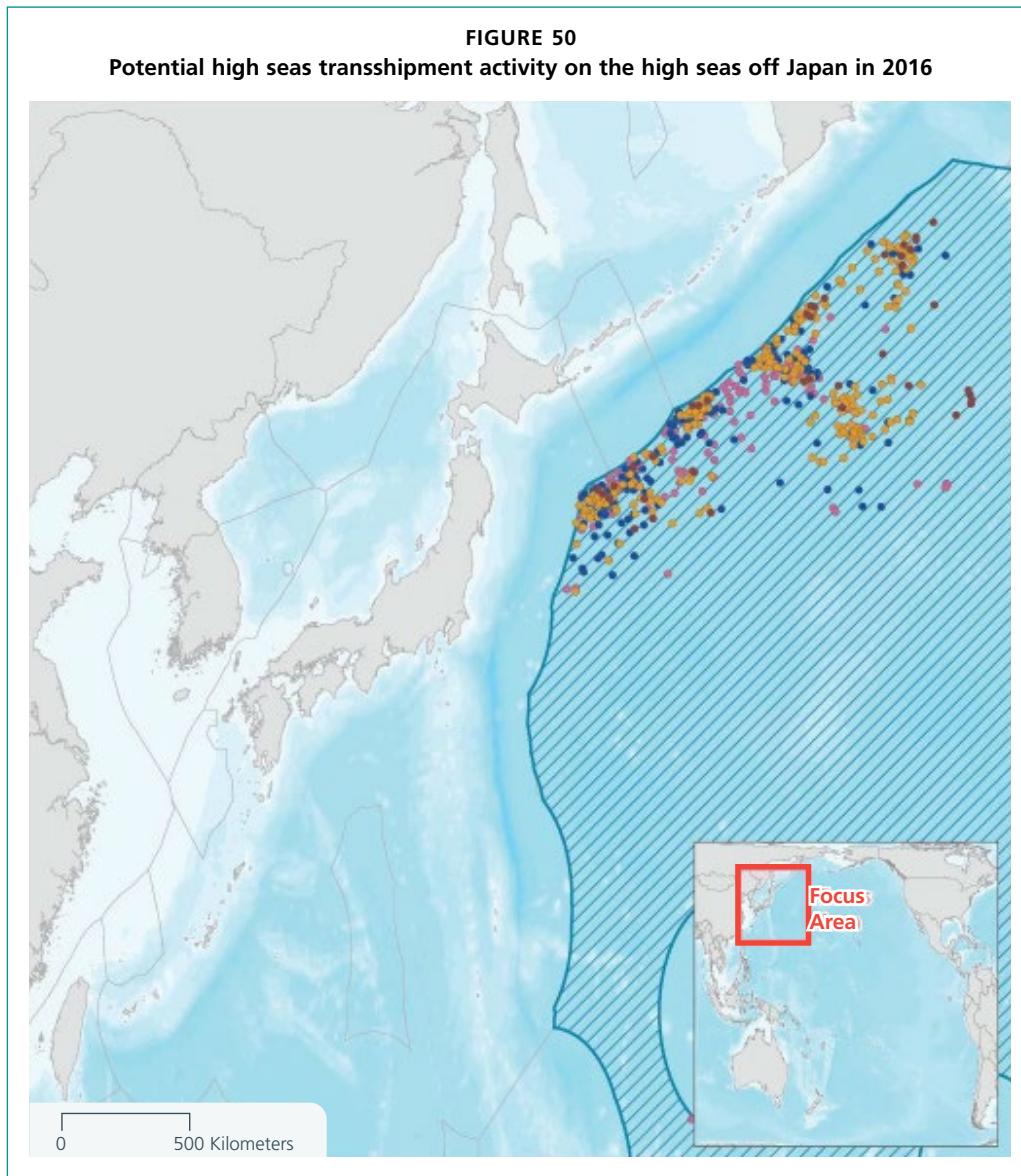 FIGURE 50
Potential high seas transshipment activity on the high seas off Japan in 2016
Focus
Area
0 500 Kilometers